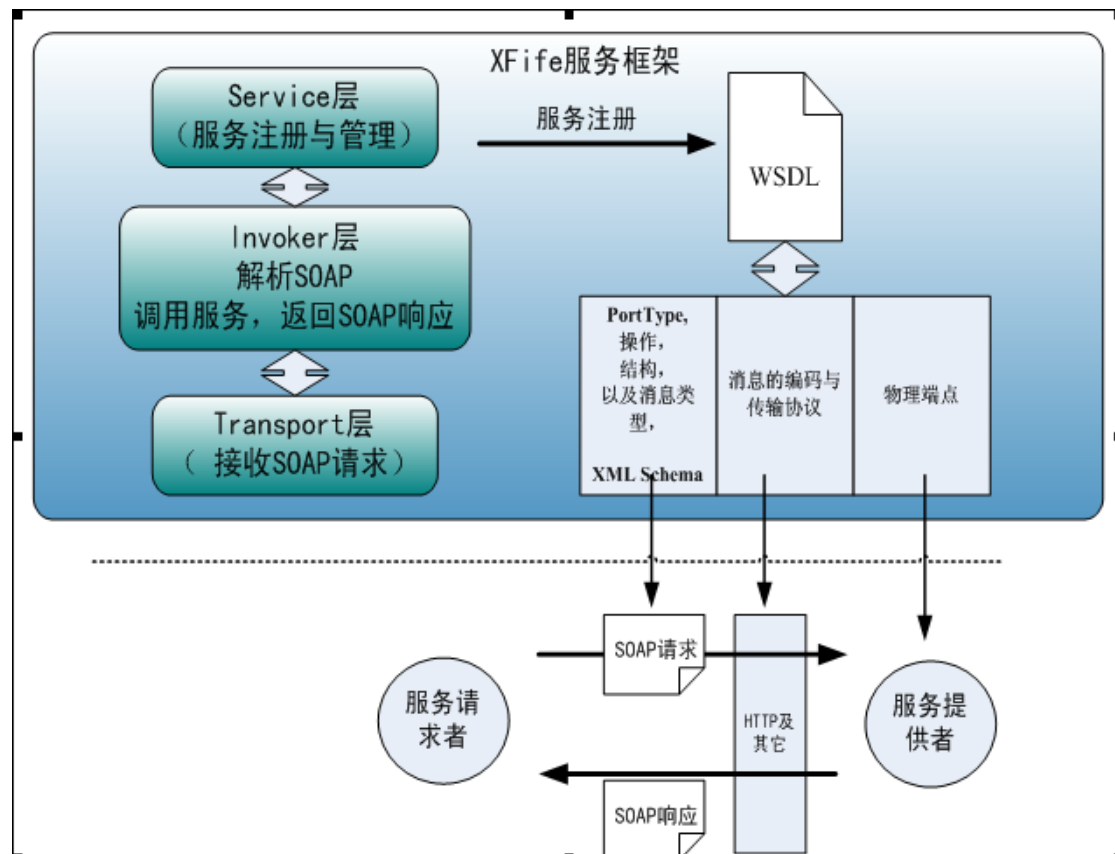 XFife服务框架
Service层
（服务注册与管理）
服务注册
WSDL
Invoker层
解析SOAP
调用服务，返回SOAP响应
Transport层
（ 接收SOAP请求）
PortType,
操作，
结构，
以及消息类
型，
XML Schema
消息的编码与
传输协议
物理端点
SOAP请求
服务请
求者
HTTP及
其它
服务提
供者
SOAP响应